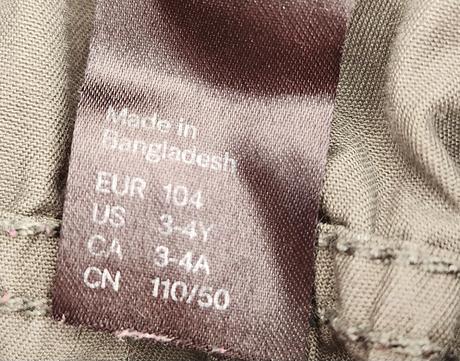 Made in
Bangladesh
EUR 104
US 3-4Y
CA 3-4A
CN 110/50